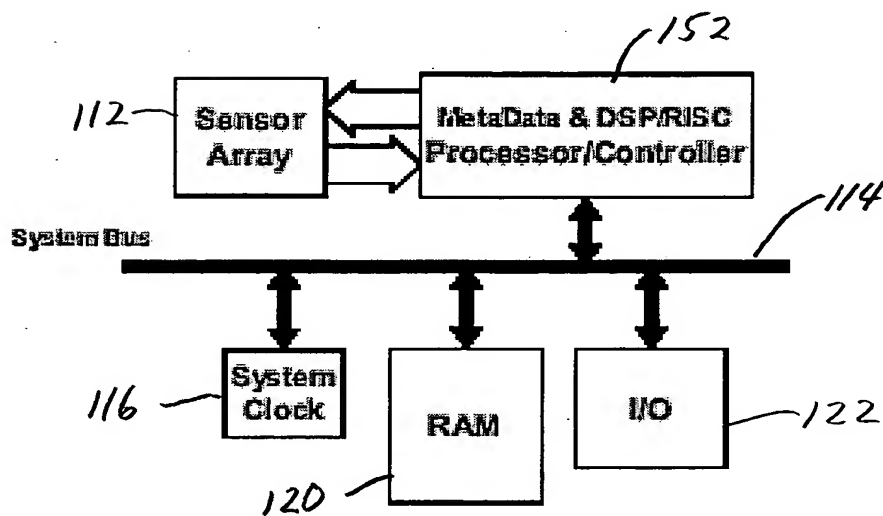 152
112
Sensor
Array
MetaData & DSP/RISC
Processor/Controller
114
System Bus
116
System
Clock
RAM
I/O
120
122